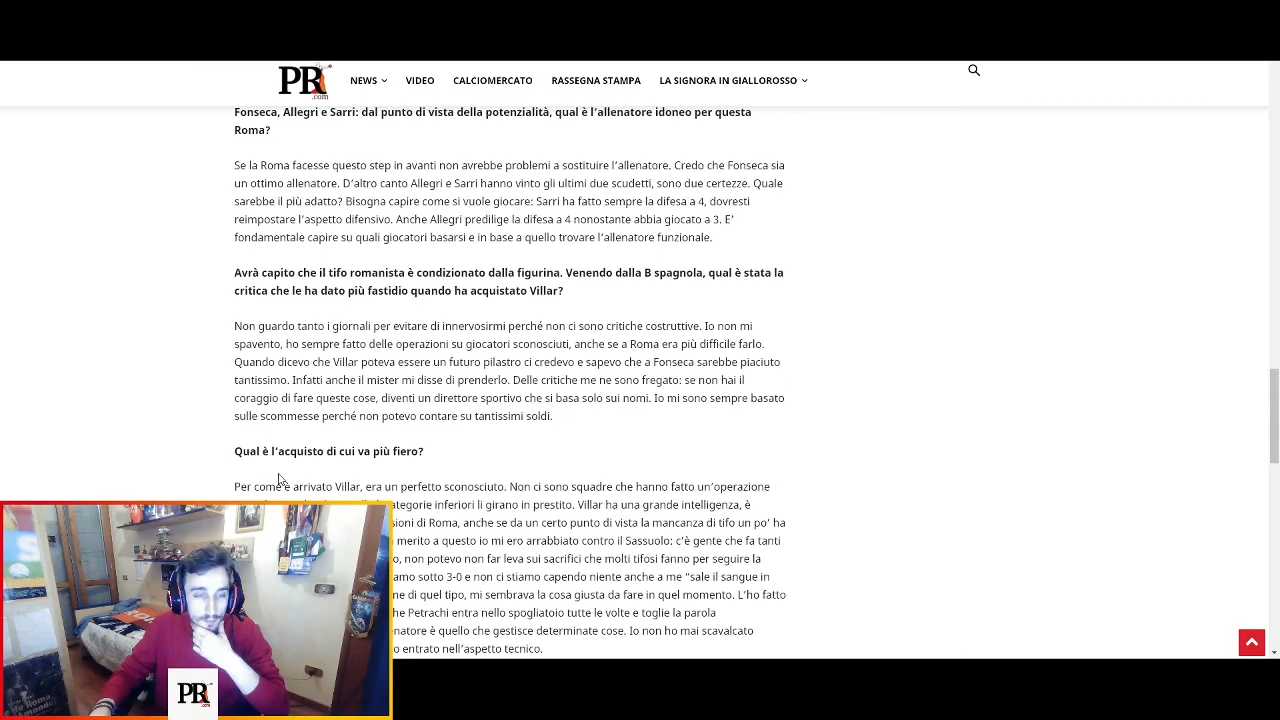 PR
.com
NEWS
VIDEO
CALCIOMERCATO
RASSEGNA STAMPA
LA SIGNORA IN GIALLOROSSO
Fonseca, Allegri e Sarri: dal punto di vista della potenzialità, qual è l’allenatore idoneo per questa
Roma?
Se la Roma facesse questo step in avanti non avrebbe problemi a sostituire l’allenatore. Credo che Fonseca sia
un ottimo allenatore. D’altro canto Allegri e Sarri hanno vinto gli ultimi due scudetti, sono due certezze. Quale
sarebbe il più adatto? Bisogna capire come si vuole giocare: Sarri ha fatto sempre la difesa a 4, dovresti
reimpostare l’aspetto difensivo. Anche Allegri predilige la difesa a 4 nonostante abbia giocato a 3. E’
fondamentale capire su quali giocatori basarsi e in base a quello trovare l’allenatore funzionale.
Avrà capito che il tifo romanista è condizionato dalla figurina. Venendo dalla B spagnola, qual è stata la
critica che le ha dato più fastidio quando ha acquistato Villar?
Non guardo tanto i giornali per evitare di innervosirmi perché non ci sono critiche costruttive. Io non mi
spavento, ho sempre fatto delle operazioni su giocatori sconosciuti, anche se a Roma era più difficile farlo.
Quando dicevo che Villar poteva essere un futuro pilastro ci credevo e sapevo che a Fonseca sarebbe piaciuto
tantissimo. Infatti anche il mister mi disse di prenderlo. Delle critiche me ne sono fregato: se non hai il
coraggio di fare queste cose, diventi un direttore sportivo che si basa solo sui nomi. Io mi sono sempre basato
sulle scommesse perché non potevo contare su tantissimi soldi.
Qual è l’acquisto di cui va più fiero?
Per come è arrivato Villar, era un perfetto sconosciuto. Non ci sono squadre che hanno fatto un’operazione
ategorie inferiori li girano in prestito. Villar ha una grande intelligenza, è
sioni di Roma, anche se da un certo punto di vista la mancanza di tifo un po’ ha
merito a questo io mi ero arrabbiato contro il Sassuolo: c’è gente che fa tanti
o, non potevo non far leva sui sacrifici che molti tifosi fanno per seguire la
amo sotto 3-0 e non ci stiamo capendo niente anche a me “sale il sangue in
ne di quel tipo, mi sembrava la cosa giusta da fare in quel momento. L’ho fatto
he Petrachi entra nello spogliatoio tutte le volte e toglie la parola
enatore è quello che gestisce determinate cose. Io non ho mai scavalcato
o entrato nell’aspetto tecnico.
PR
.com